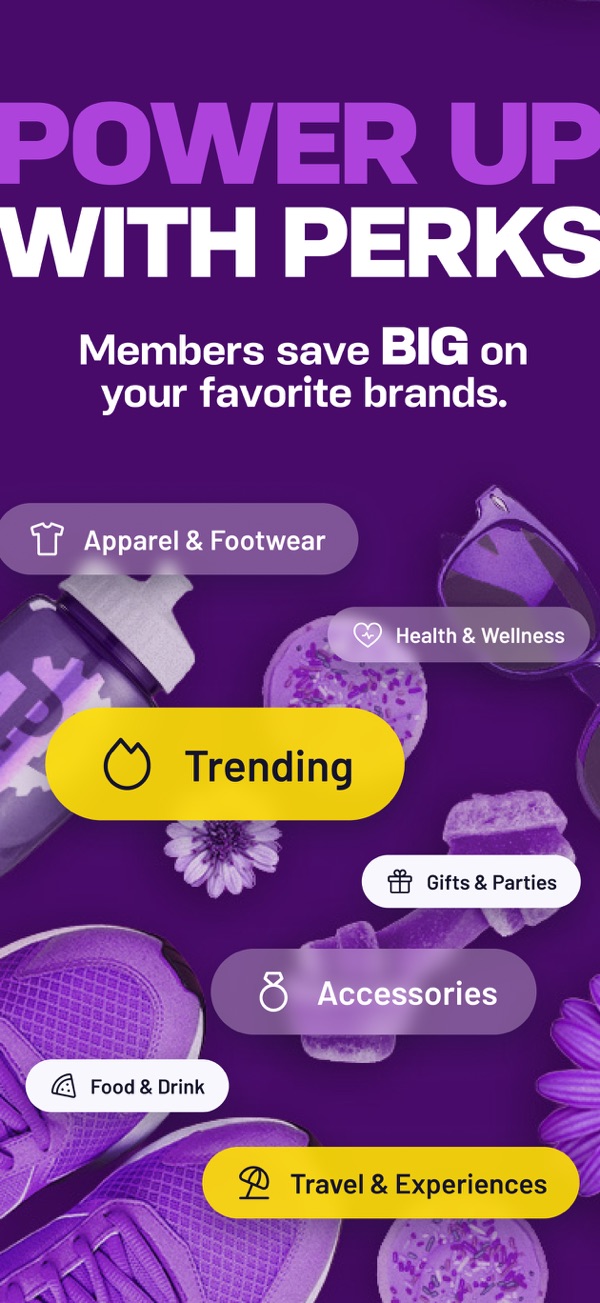 POWER UP
WITH PERKS
Members save BIG on
your favorite brands.
Apparel & Footwear
Health & Wellness
Trending
Gifts & Parties
Accessories
Food & Drink
Travel & Experiences